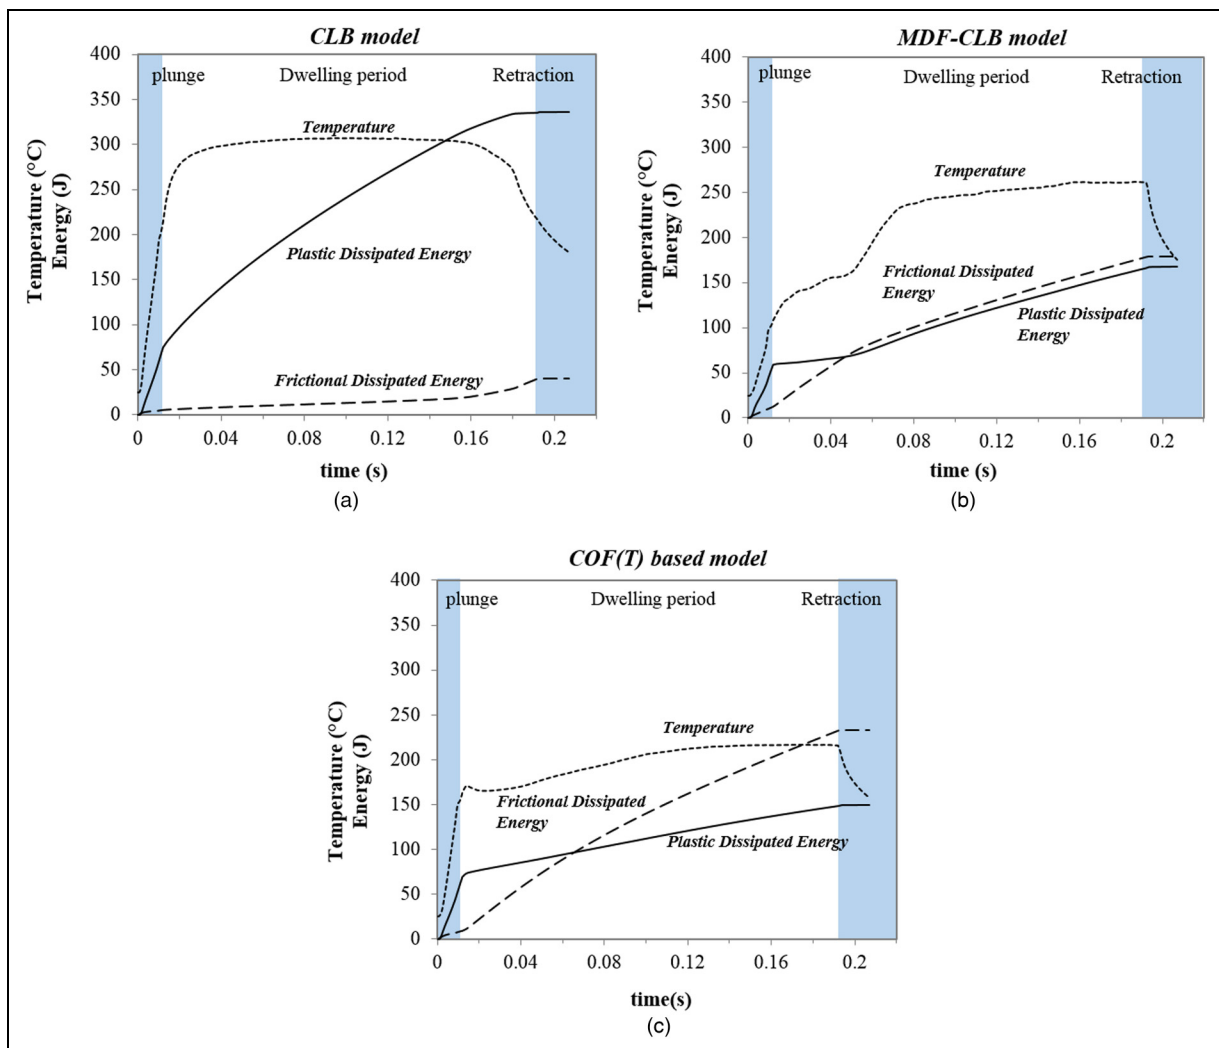 CLB model
400
350
300
250
200
150
100
50
0
Temperature (°C)
Energy (J)
plunge
Dwelling period
Retraction
Temperature
Plastic Dissipated Energy
Frictional Dissipated Energy
0
0.04
0.08
0.12
0.16
0.2
time (s)
(a)
MDF-CLB model
400
350
300
250
200
150
100
50
0
Temperature (°C)
Energy (J)
plunge
Dwelling period
Retraction
Temperature
Frictional Dissipated
Energy
Plastic Dissipated
Energy
0
0.04
0.08
0.12
0.16
0.2
time (s)
(b)
COF(T) based model
400
350
300
250
200
150
100
50
0
Temperature (°C)
Energy (J)
plunge
Dwelling period
Retraction
Temperature
Frictional Dissipated
Energy
Plastic Dissipated Energy
0
0.04
0.08
0.12
0.16
0.2
time(s)
(c)